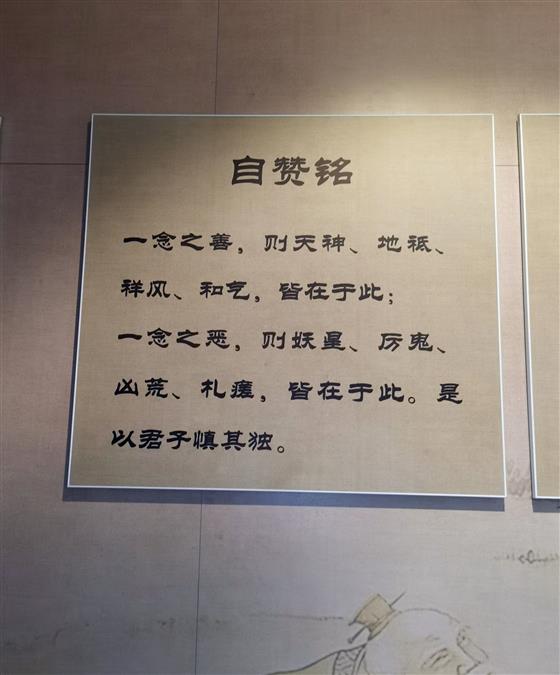 自赞铭
一念之善，则天神、地祗、
祥风、和气，皆在于此；
一念之恶，则妖星、厉鬼、
凶荒、札瘥，皆在于此。是
以君子慎其独。